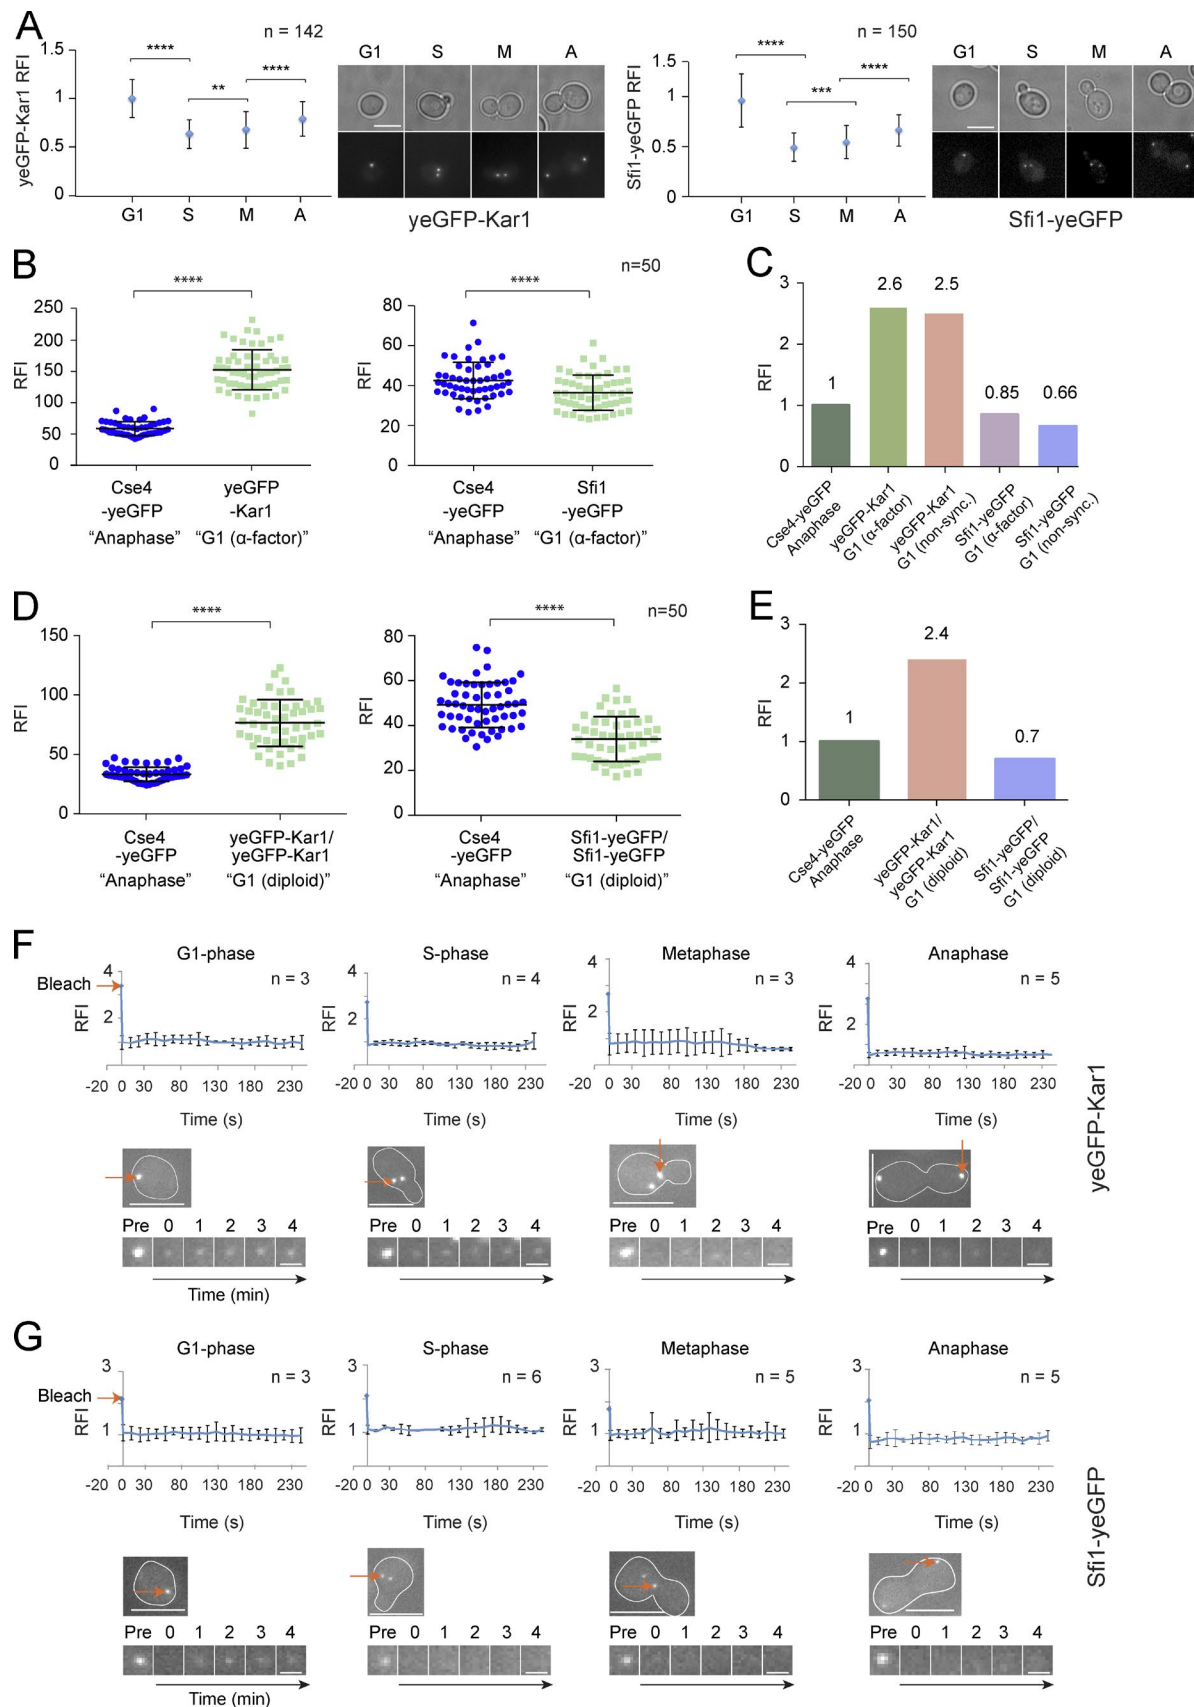 A
n = 142
yeGFP-Kar1 RFI
1.5
1
0.5
0
****
**
****
G1 S M A
G1 S M A
yeGFP-Kar1
n = 150
Sfi1-yeGFP RFI
1.5
1
0.5
0
****
***
****
G1 S M A
G1 S M A
Sfi1-yeGFP
B
n=50
RFI
250
200
150
100
50
0
****
Cse4
-yeGFP
“Anaphase”
yeGFP
-Kar1
“G1 (α-factor)”
RFI
80
60
40
20
0
****
Cse4
-yeGFP
“Anaphase”
Sfi1
-yeGFP
“G1 (α-factor)”
C
RFI
3
2
1
0
1
2.6
2.5
0.85
0.66
Cse4-yeGFP
Anaphase
yeGFP-Kar1
G1 (α-factor)
yeGFP-Kar1
G1 (non-sync.)
Sfi1-yeGFP
G1 (α-factor)
Sfi1-yeGFP
G1 (non-sync.)
D
n=50
RFI
150
100
50
0
****
Cse4
-yeGFP
“Anaphase”
yeGFP-Kar1/
yeGFP-Kar1
“G1 (diploid)”
RFI
80
60
40
20
0
****
Cse4
-yeGFP
“Anaphase”
Sfi1-yeGFP/
Sfi1-yeGFP
“G1 (diploid)”
E
RFI
3
2
1
0
1
2.4
0.7
Cse4-yeGFP
Anaphase
yeGFP-Kar1/
yeGFP-Kar1
G1 (diploid)
Sfi1-yeGFP/
Sfi1-yeGFP
G1 (diploid)
F
G1-phase
n = 3
Bleach
RFI
4
2
-20 0 30 80 130 180 230
Time (s)
S-phase
n = 4
RFI
4
2
-20 0 30 80 130 180 230
Time (s)
Metaphase
n = 3
RFI
4
2
-20 0 30 80 130 180 230
Time (s)
Anaphase
n = 5
RFI
4
2
-20 0 30 80 130 180 230
Time (s)
yeGFP-Kar1
Pre 0 1 2 3 4
Time (min)
Pre 0 1 2 3 4
Pre 0 1 2 3 4
Pre 0 1 2 3 4
G
G1-phase
n = 3
Bleach
RFI
3
1
-20 0 30 80 130 180 230
Time (s)
S-phase
n = 6
RFI
3
1
-20 0 30 80 130 180 230
Time (s)
Metaphase
n = 5
RFI
3
1
-20 0 30 80 130 180 230
Time (s)
Anaphase
n = 5
RFI
3
1
-20 0 30 80 130 180 230
Time (s)
Sfi1-yeGFP
Pre 0 1 2 3 4
Time (min)
Pre 0 1 2 3 4
Pre 0 1 2 3 4
Pre 0 1 2 3 4